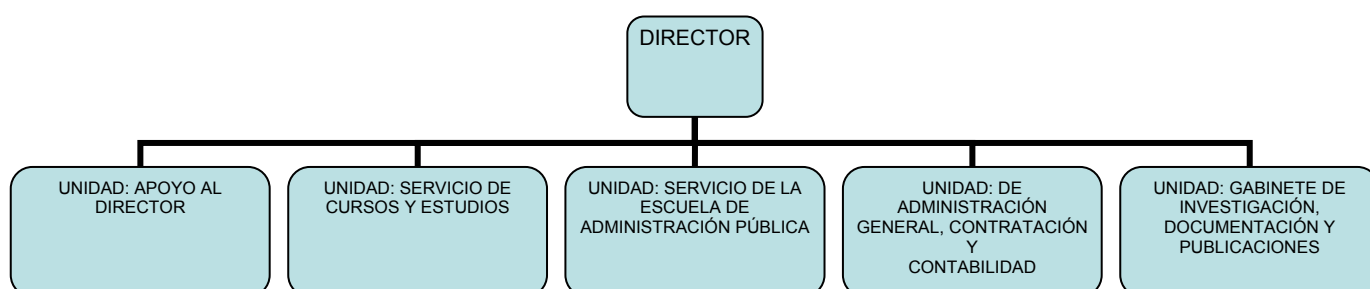 DIRECTOR
UNIDAD: APOYO AL
DIRECTOR
UNIDAD: SERVICIO DE
CURSOS Y ESTUDIOS
UNIDAD: SERVICIO DE LA
ESCUELA DE
ADMINISTRACIÓN PÚBLICA
UNIDAD: DE
ADMINISTRACIÓN
GENERAL, CONTRATACIÓN
Y
CONTABILIDAD
UNIDAD: GABINETE DE
INVESTIGACIÓN,
DOCUMENTACIÓN Y
PUBLICACIONES